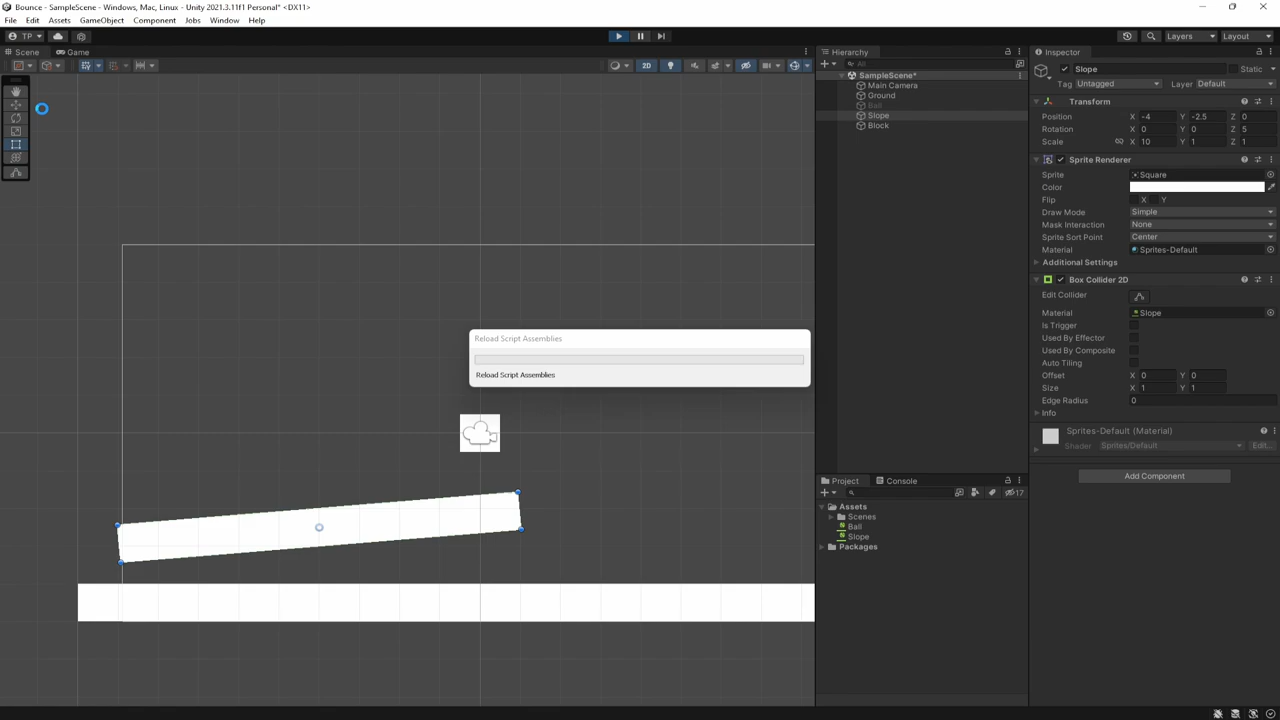 Bounce - SampleScene - Windows, Mac, Linux - Unity 2021.3.11f1 Personal* <DX11>
File Edit Assets GameObject Component Jobs Window Help
TP Layers Layout
Scene Game
2D
Hierarchy
All
SampleScene*
Main Camera
Ground
Ball
Slope
Block
Inspector
Slope Static
Tag Untagged Layer Default
Transform
Position X -4 Y -2.5 Z 0
Rotation X 0 Y 0 Z 5
Scale X 10 Y 1 Z 1
Sprite Renderer
Sprite Square
Color
Flip X Y
Draw Mode Simple
Mask Interaction None
Sprite Sort Point Center
Material Sprites-Default
Additional Settings
Box Collider 2D
Edit Collider
Material Slope
Is Trigger
Used By Effector
Used By Composite
Auto Tiling
Offset X 0 Y 0
Size X 1 Y 1
Edge Radius 0
Info
Sprites-Default (Material)
Shader Sprites/Default Edit...
Add Component
Reload Script Assemblies
Reload Script Assemblies
Project Console
17
Assets
Scenes
Ball
Slope
Packages